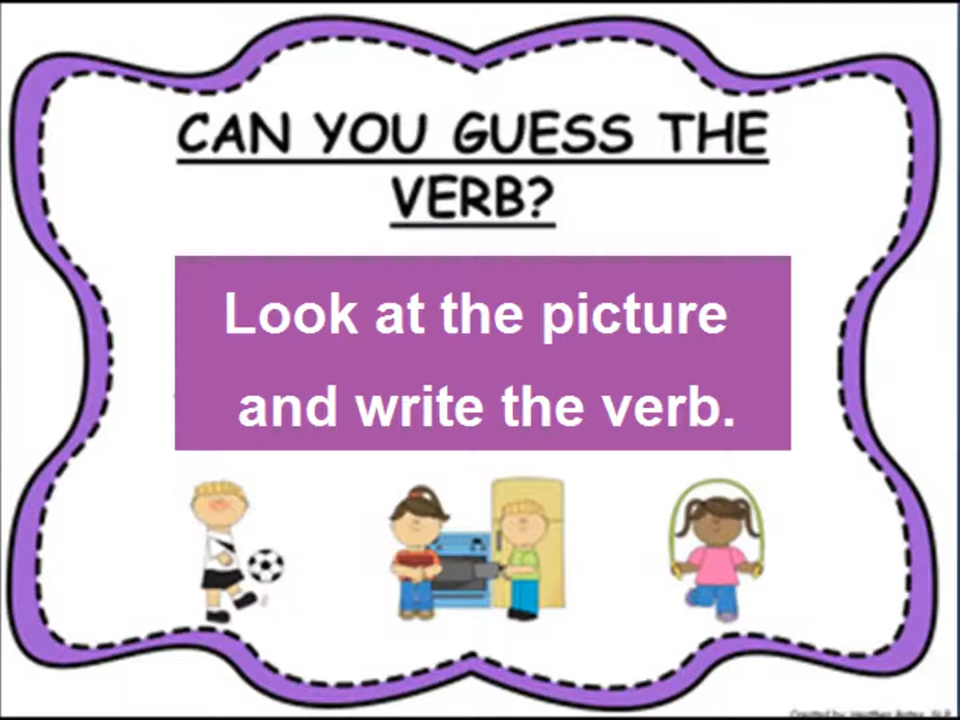 CAN YOU GUESS THE
VERB?
Look at the picture
and write the verb.